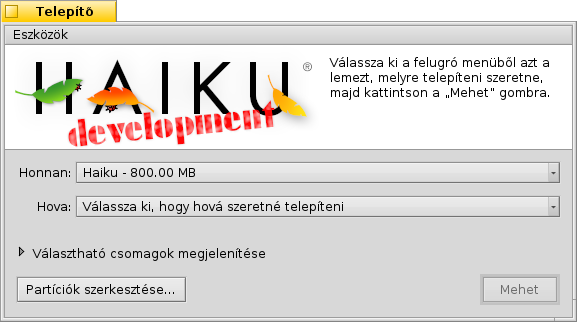 Telepítő
Eszközök
HAIKU®
development
Válassza ki a felugró menüből azt a
lemezt, melyre telepíteni szeretne,
majd kattintson a „Mehet” gombra.
Honnan: Haiku - 800.00 MB
Hova: Válassza ki, hogy hová szeretné telepíteni
Választható csomagok megjelenítése
Partíciók szerkesztése...
Mehet